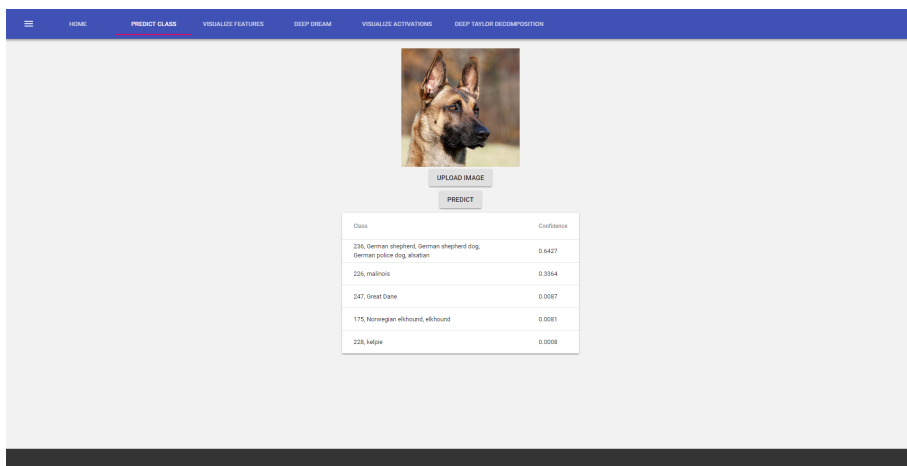 HOME PREDICT CLASS VISUALIZE FEATURES DEEP DREAM VISUALIZE ACTIVATIONS DEEP TAYLOR DECOMPOSITION
UPLOAD IMAGE
PREDICT
Class Confidence
236, German shepherd, German shepherd dog,
German police dog, alsatian 0.6427
226, malinois 0.3364
247, Great Dane 0.0087
175, Norwegian elkhound, elkhound 0.0081
228, kelpie 0.0008